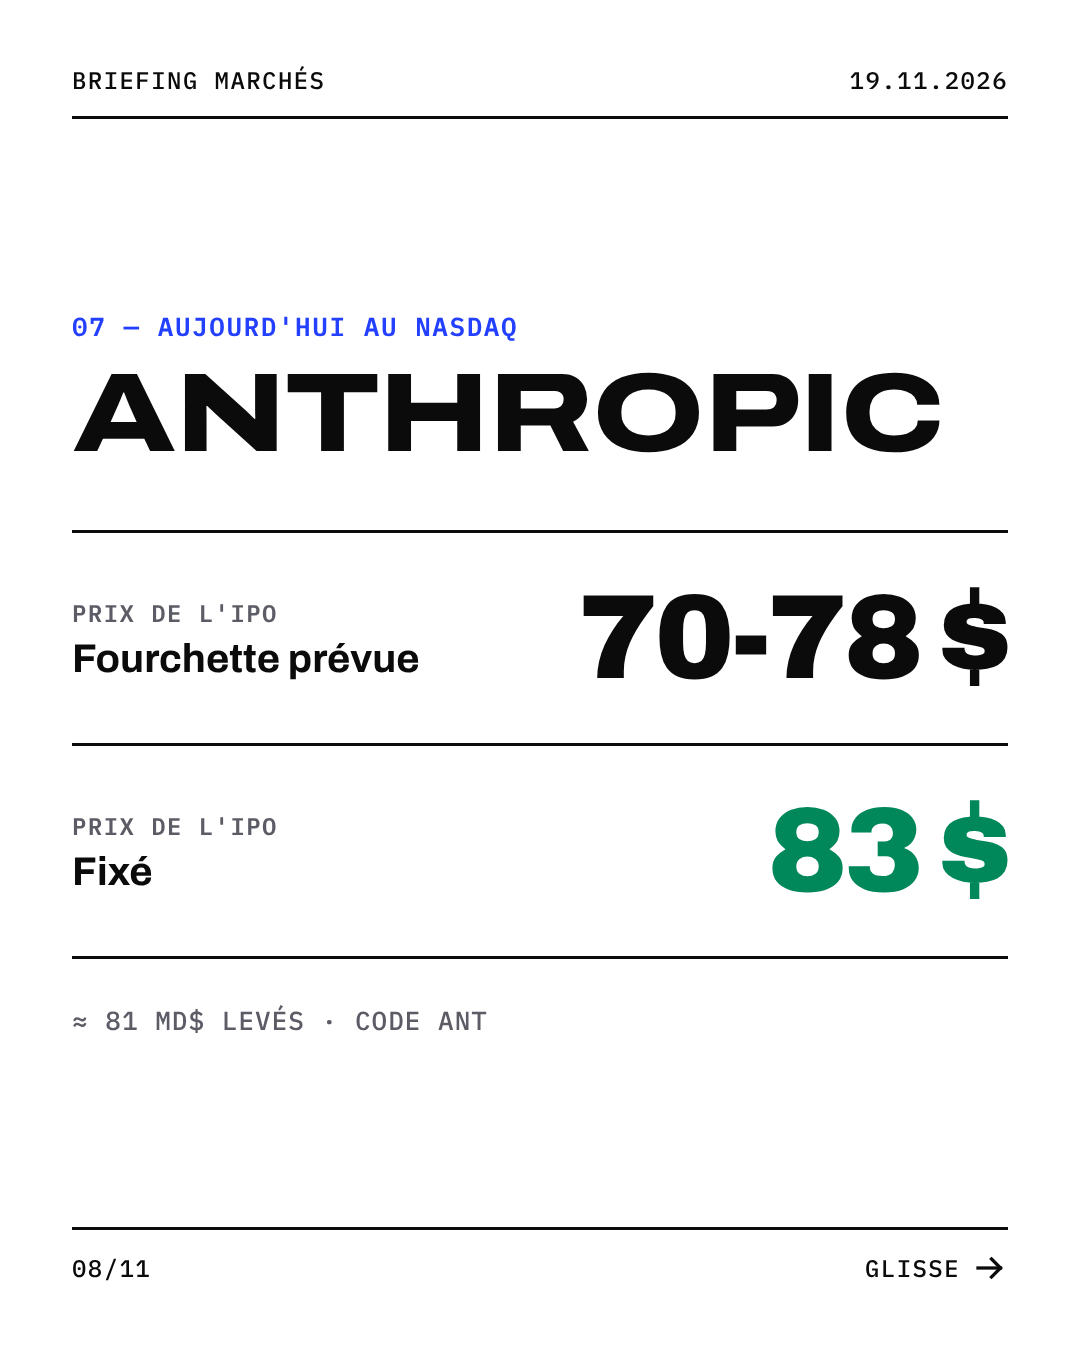 BRIEFING MARCHÉS
19.11.2026
07 — AUJOURD'HUI AU NASDAQ
ANTHROPIC
PRIX DE L'IPO
Fourchette prévue
70-78 $
PRIX DE L'IPO
Fixé
83 $
≈ 81 MD$ LEVÉS · CODE ANT
08/11
GLISSE →